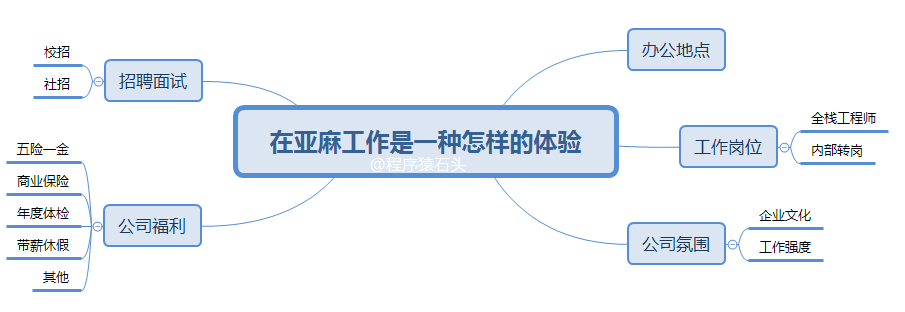 在亚麻工作是一种怎样的体验
@程序猿石头
招聘面试
校招
社招
公司福利
五险一金
商业保险
年度体检
带薪休假
其他
办公地点
工作岗位
全栈工程师
内部转岗
公司氛围
企业文化
工作强度